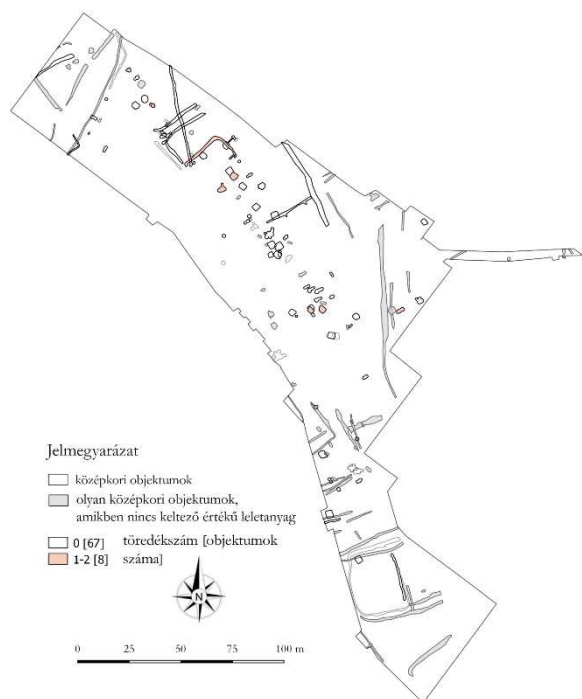 Jelmegyarázat
középkori objektumok
olyan középkori objektumok,
amikben nincs keltező értékű leletanyag
0 [67] töredékszám [objektumok
1-2 [8] száma]
N
0 25 50 75 100 m